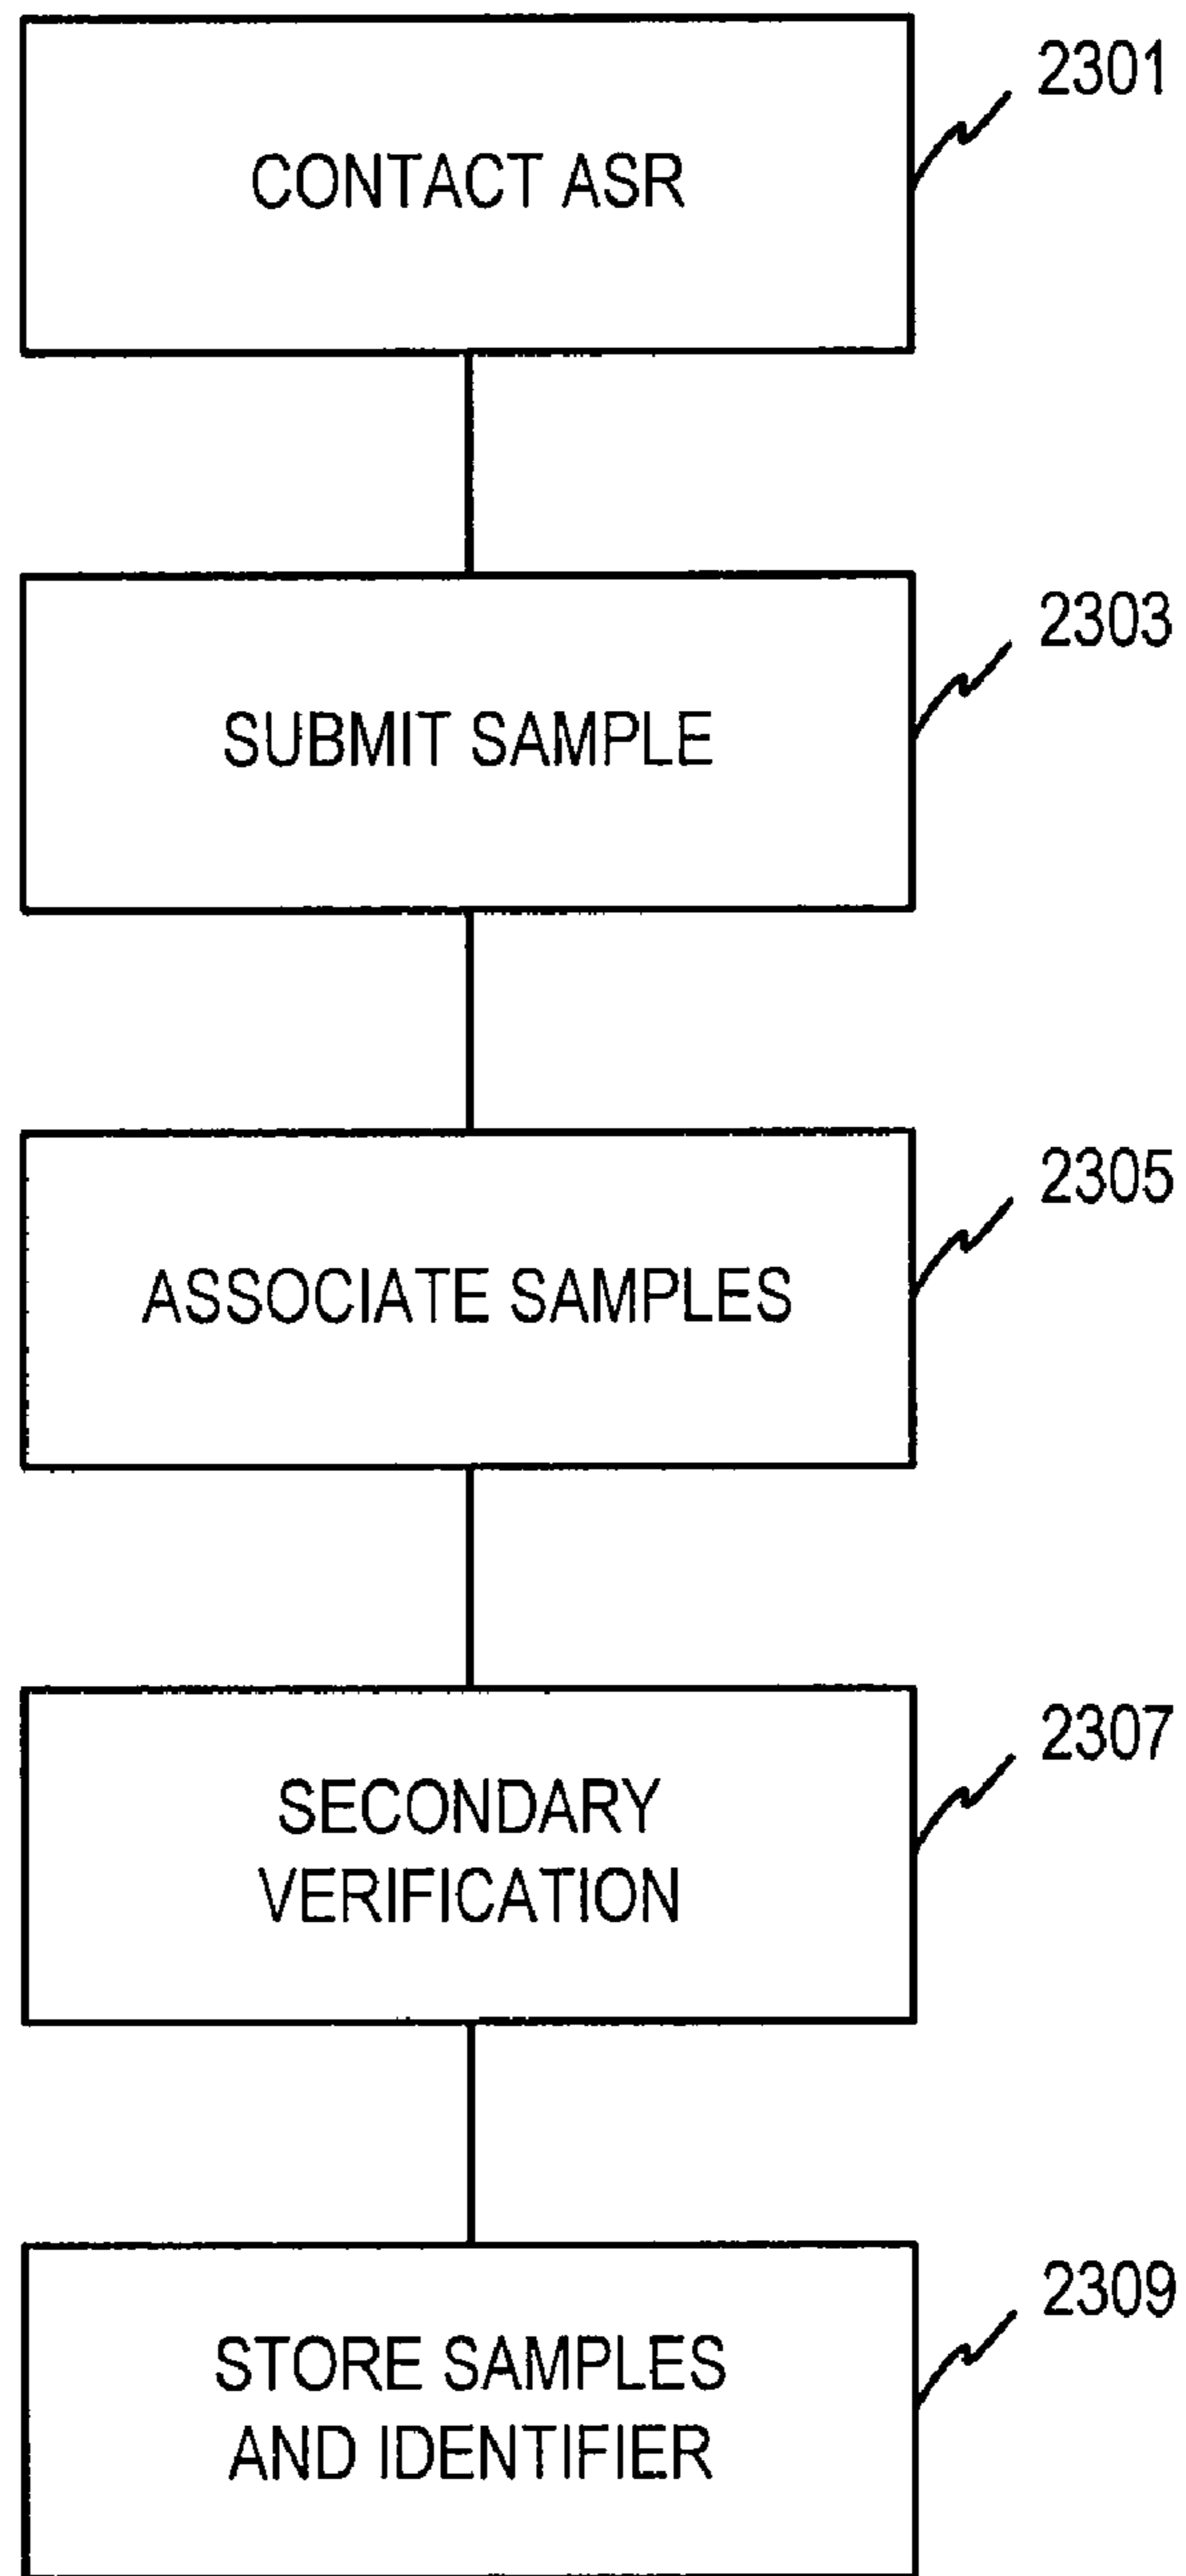 2301
CONTACT ASR
2303
SUBMIT SAMPLE
2305
ASSOCIATE SAMPLES
2307
SECONDARY
VERIFICATION
2309
STORE SAMPLES
AND IDENTIFIER